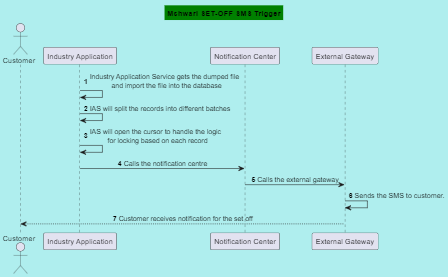 Mshwari SET-OFF SMS Trigger
Customer
Industry Application
Notification Center
External Gateway
1 Industry Application Service gets the dumped file
and import the file into the database
2 IAS will split the records into different batches
3 IAS will open the cursor to handle the logic
for locking based on each record
4 Calls the notification centre
5 Calls the external gateway
6 Sends the SMS to customer.
7 Customer receives notification for the set off
Customer
Industry Application
Notification Center
External Gateway